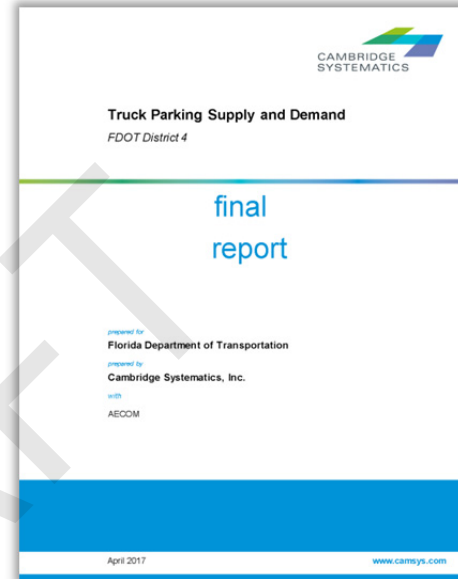 CAMBRIDGE
SYSTEMATICS
Truck Parking Supply and Demand
FDOT District 4
final
report
prepared for
Florida Department of Transportation
prepared by
Cambridge Systematics, Inc.
with
AECOM
April 2017
www.camsys.com